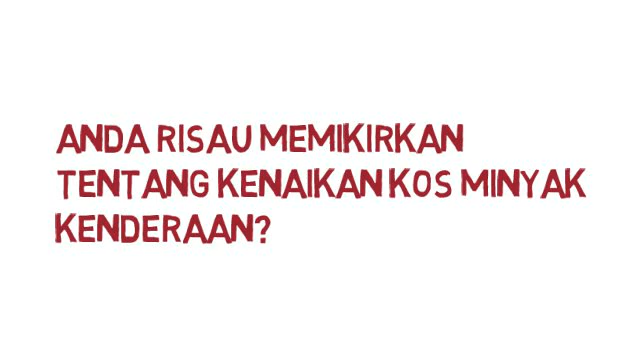 ANDA RISAU MEMIKIRKAN
TENTANG KENAIKAN KOS MINYAK
KENDERAAN?